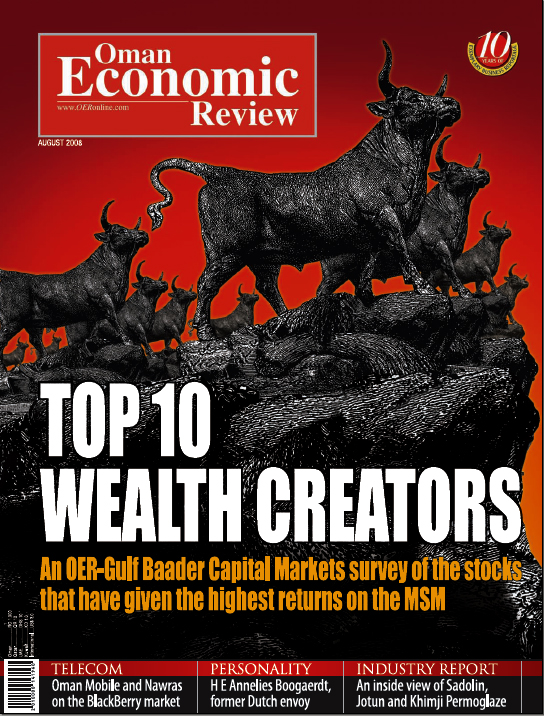 Oman
Economic
Review
www.OERonline.com
AUGUST 2008
10
YEARS OF
TOP 10
WEALTH CREATORS
An OER-Gulf Baader Capital Markets survey of the stocks
that have given the highest returns on the MSM
TELECOM
Oman Mobile and Nawras
on the BlackBerry market
PERSONALITY
H E Annelies Boogaerdt,
former Dutch envoy
INDUSTRY REPORT
An inside view of Sadolin,
Jotun and Khimji Permoglaze